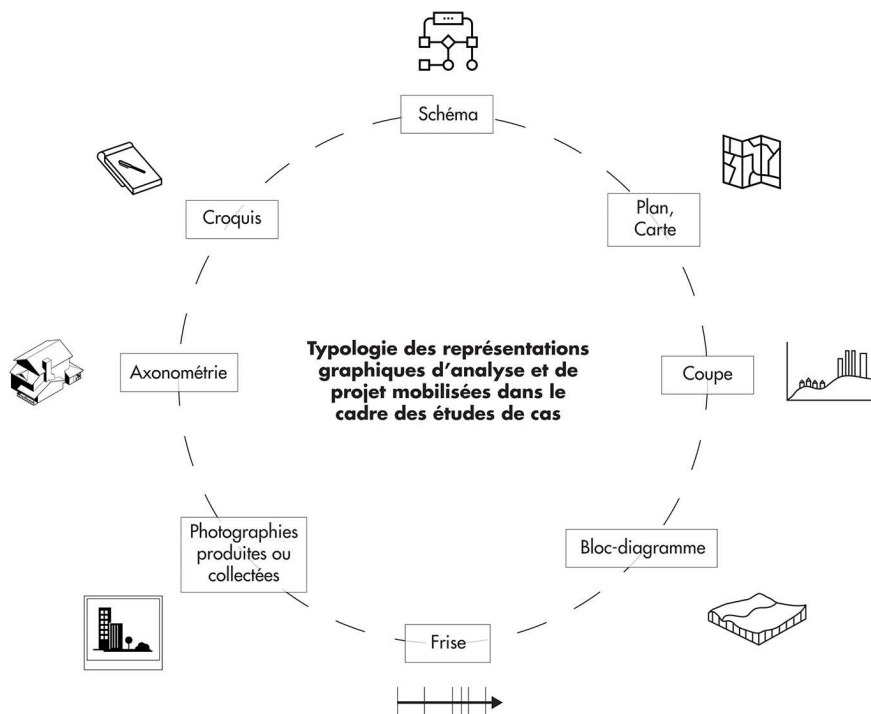 Schéma
Plan,
Carte
Coupe
Bloc-diagramme
Frise
Photographies
produites ou
collectées
Axonométrie
Croquis
Typologie des représentations
graphiques d'analyse et de
projet mobilisées dans le
cadre des études de cas